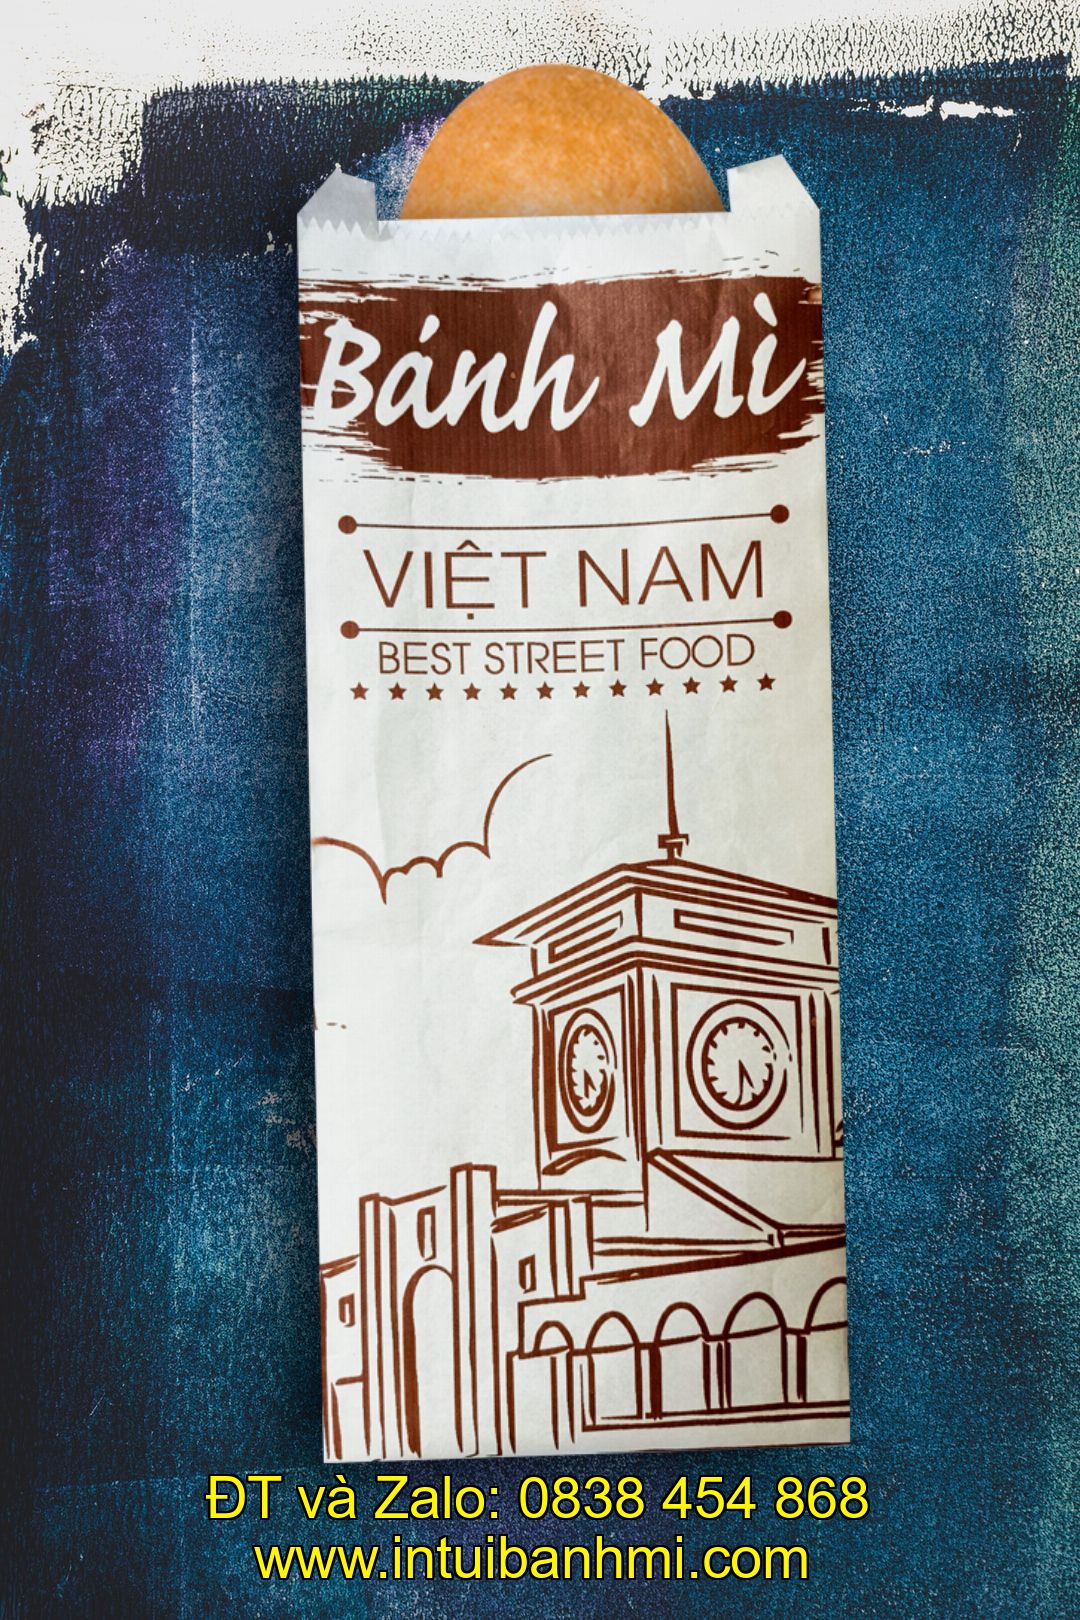 Bánh Mì
VIỆT NAM
BEST STREET FOOD
ĐT và Zalo: 0838 454 868
www.intuibanhmi.com